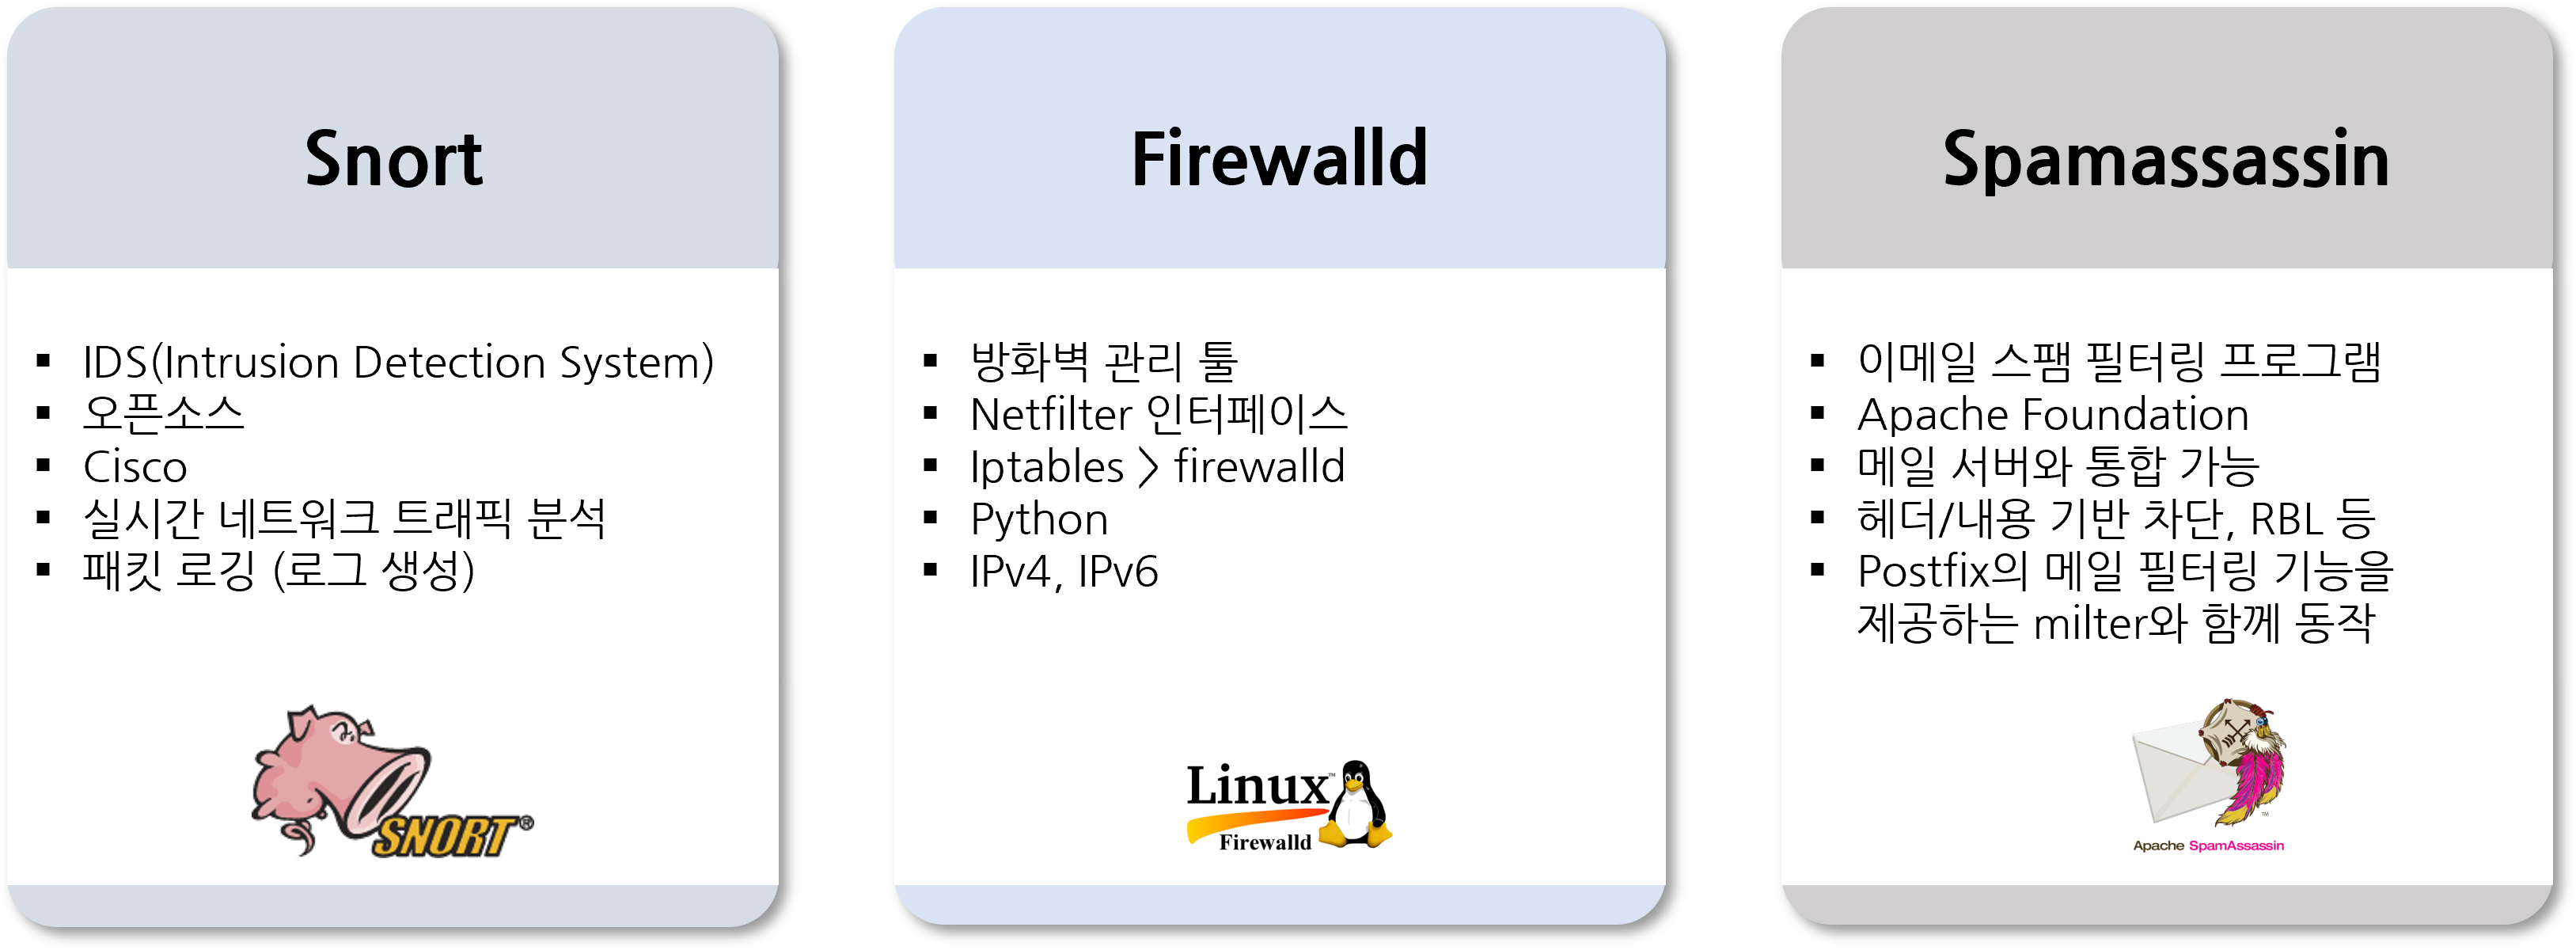 Snort
▪ IDS(Intrusion Detection System)
▪ 오픈소스
▪ Cisco
▪ 실시간 네트워크 트래픽 분석
▪ 패킷 로깅 (로그 생성)
SNORT®
Firewalld
▪ 방화벽 관리 툴
▪ Netfilter 인터페이스
▪ Iptables > firewalld
▪ Python
▪ IPv4, IPv6
Linux™
Firewalld
Spamassassin
▪ 이메일 스팸 필터링 프로그램
▪ Apache Foundation
▪ 메일 서버와 통합 가능
▪ 헤더/내용 기반 차단, RBL 등
▪ Postfix의 메일 필터링 기능을
제공하는 milter와 함께 동작
™
Apache SpamAssassin